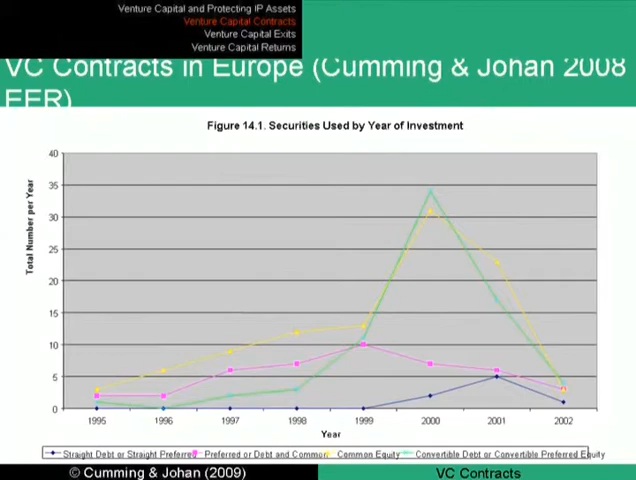 Venture Capital and Protecting IP Assets
Venture Capital Contracts
Venture Capital Exits
Venture Capital Returns
VC Contracts in Europe (Cumming & Johan 2008
EER)
Figure 14.1. Securities Used by Year of Investment
Total Number per Year
40
35
30
25
20
15
10
5
0
1995 1996 1997 1998 1999 2000 2001 2002
Year
Straight Debt or Straight Preferred Preferred or Debt and Common Common Equity Convertible Debt or Convertible Preferred Equity
© Cumming & Johan (2009) VC Contracts